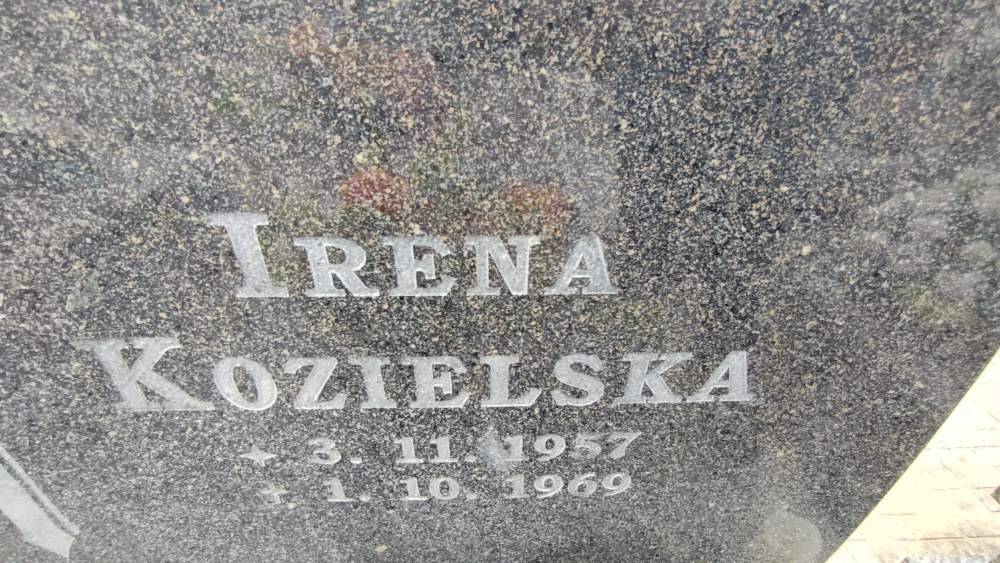 IRENA
KOZIELSKA
✦ 3. 11. 1957
+ 1. 10. 1969